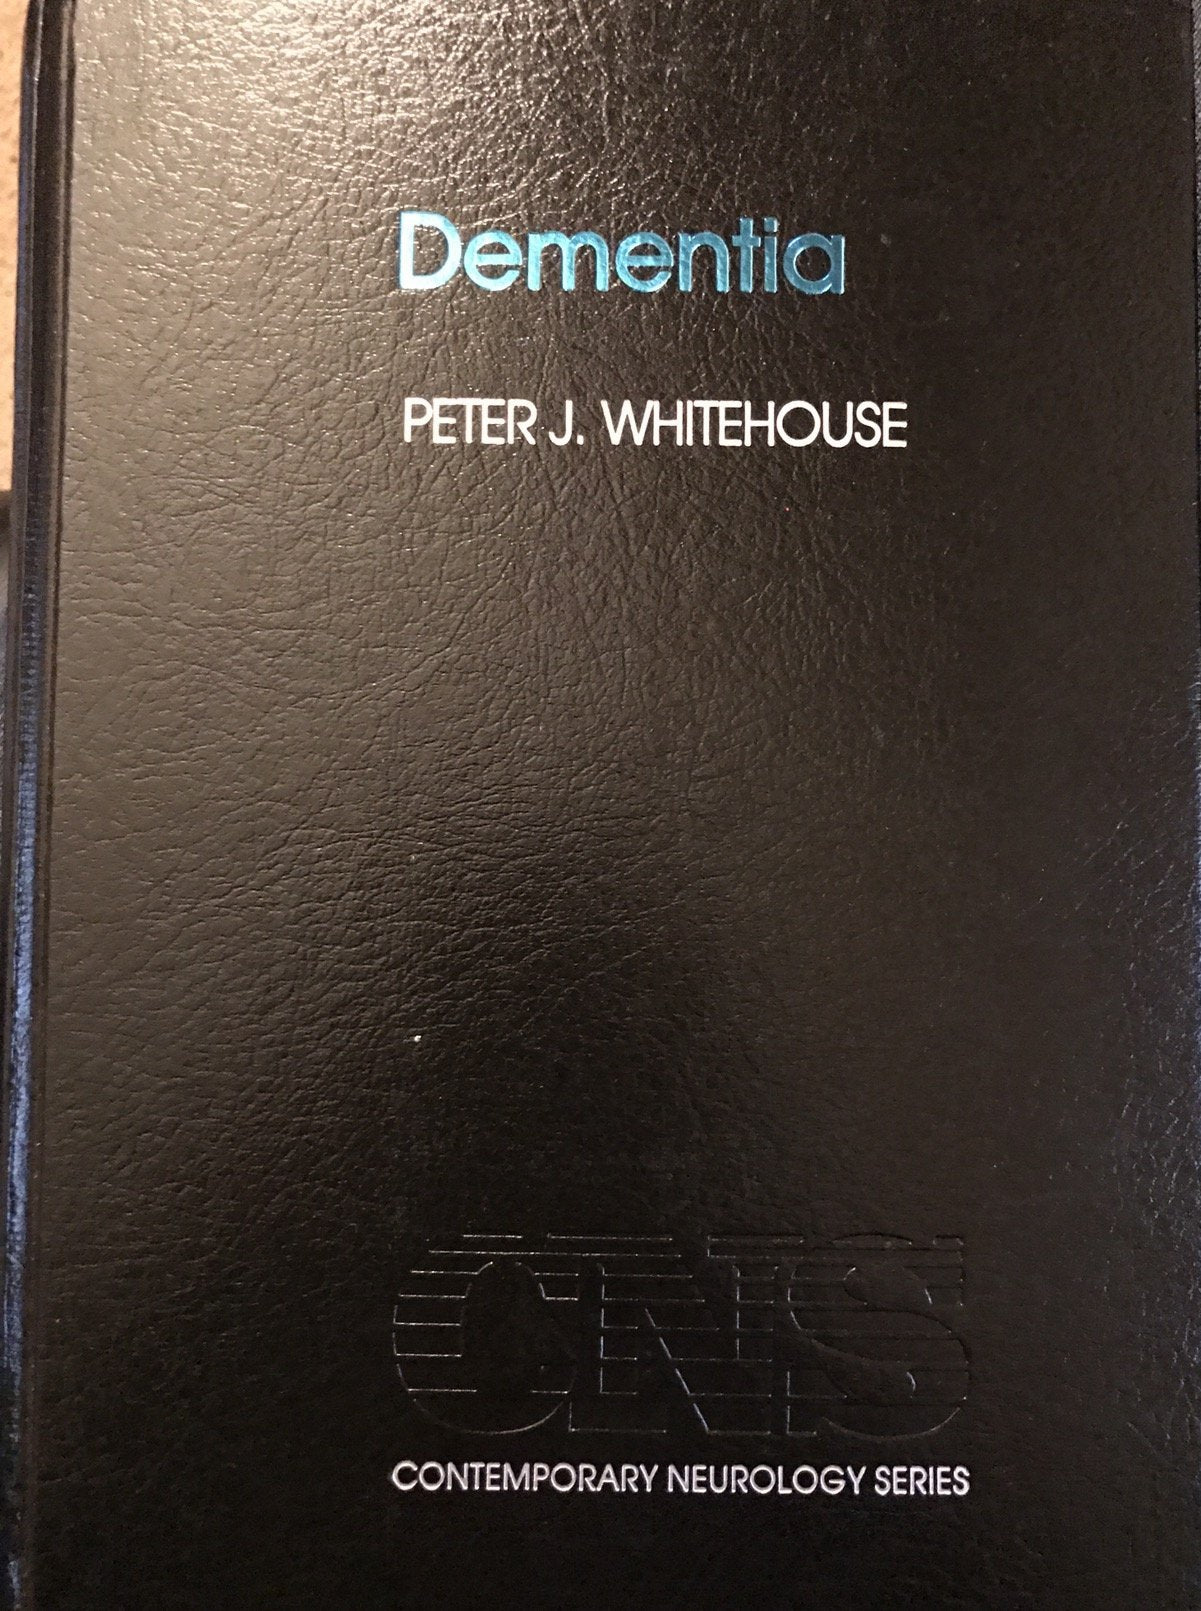 Dementia
PETER J. WHITEHOUSE
CNS
CONTEMPORARY NEUROLOGY SERIES